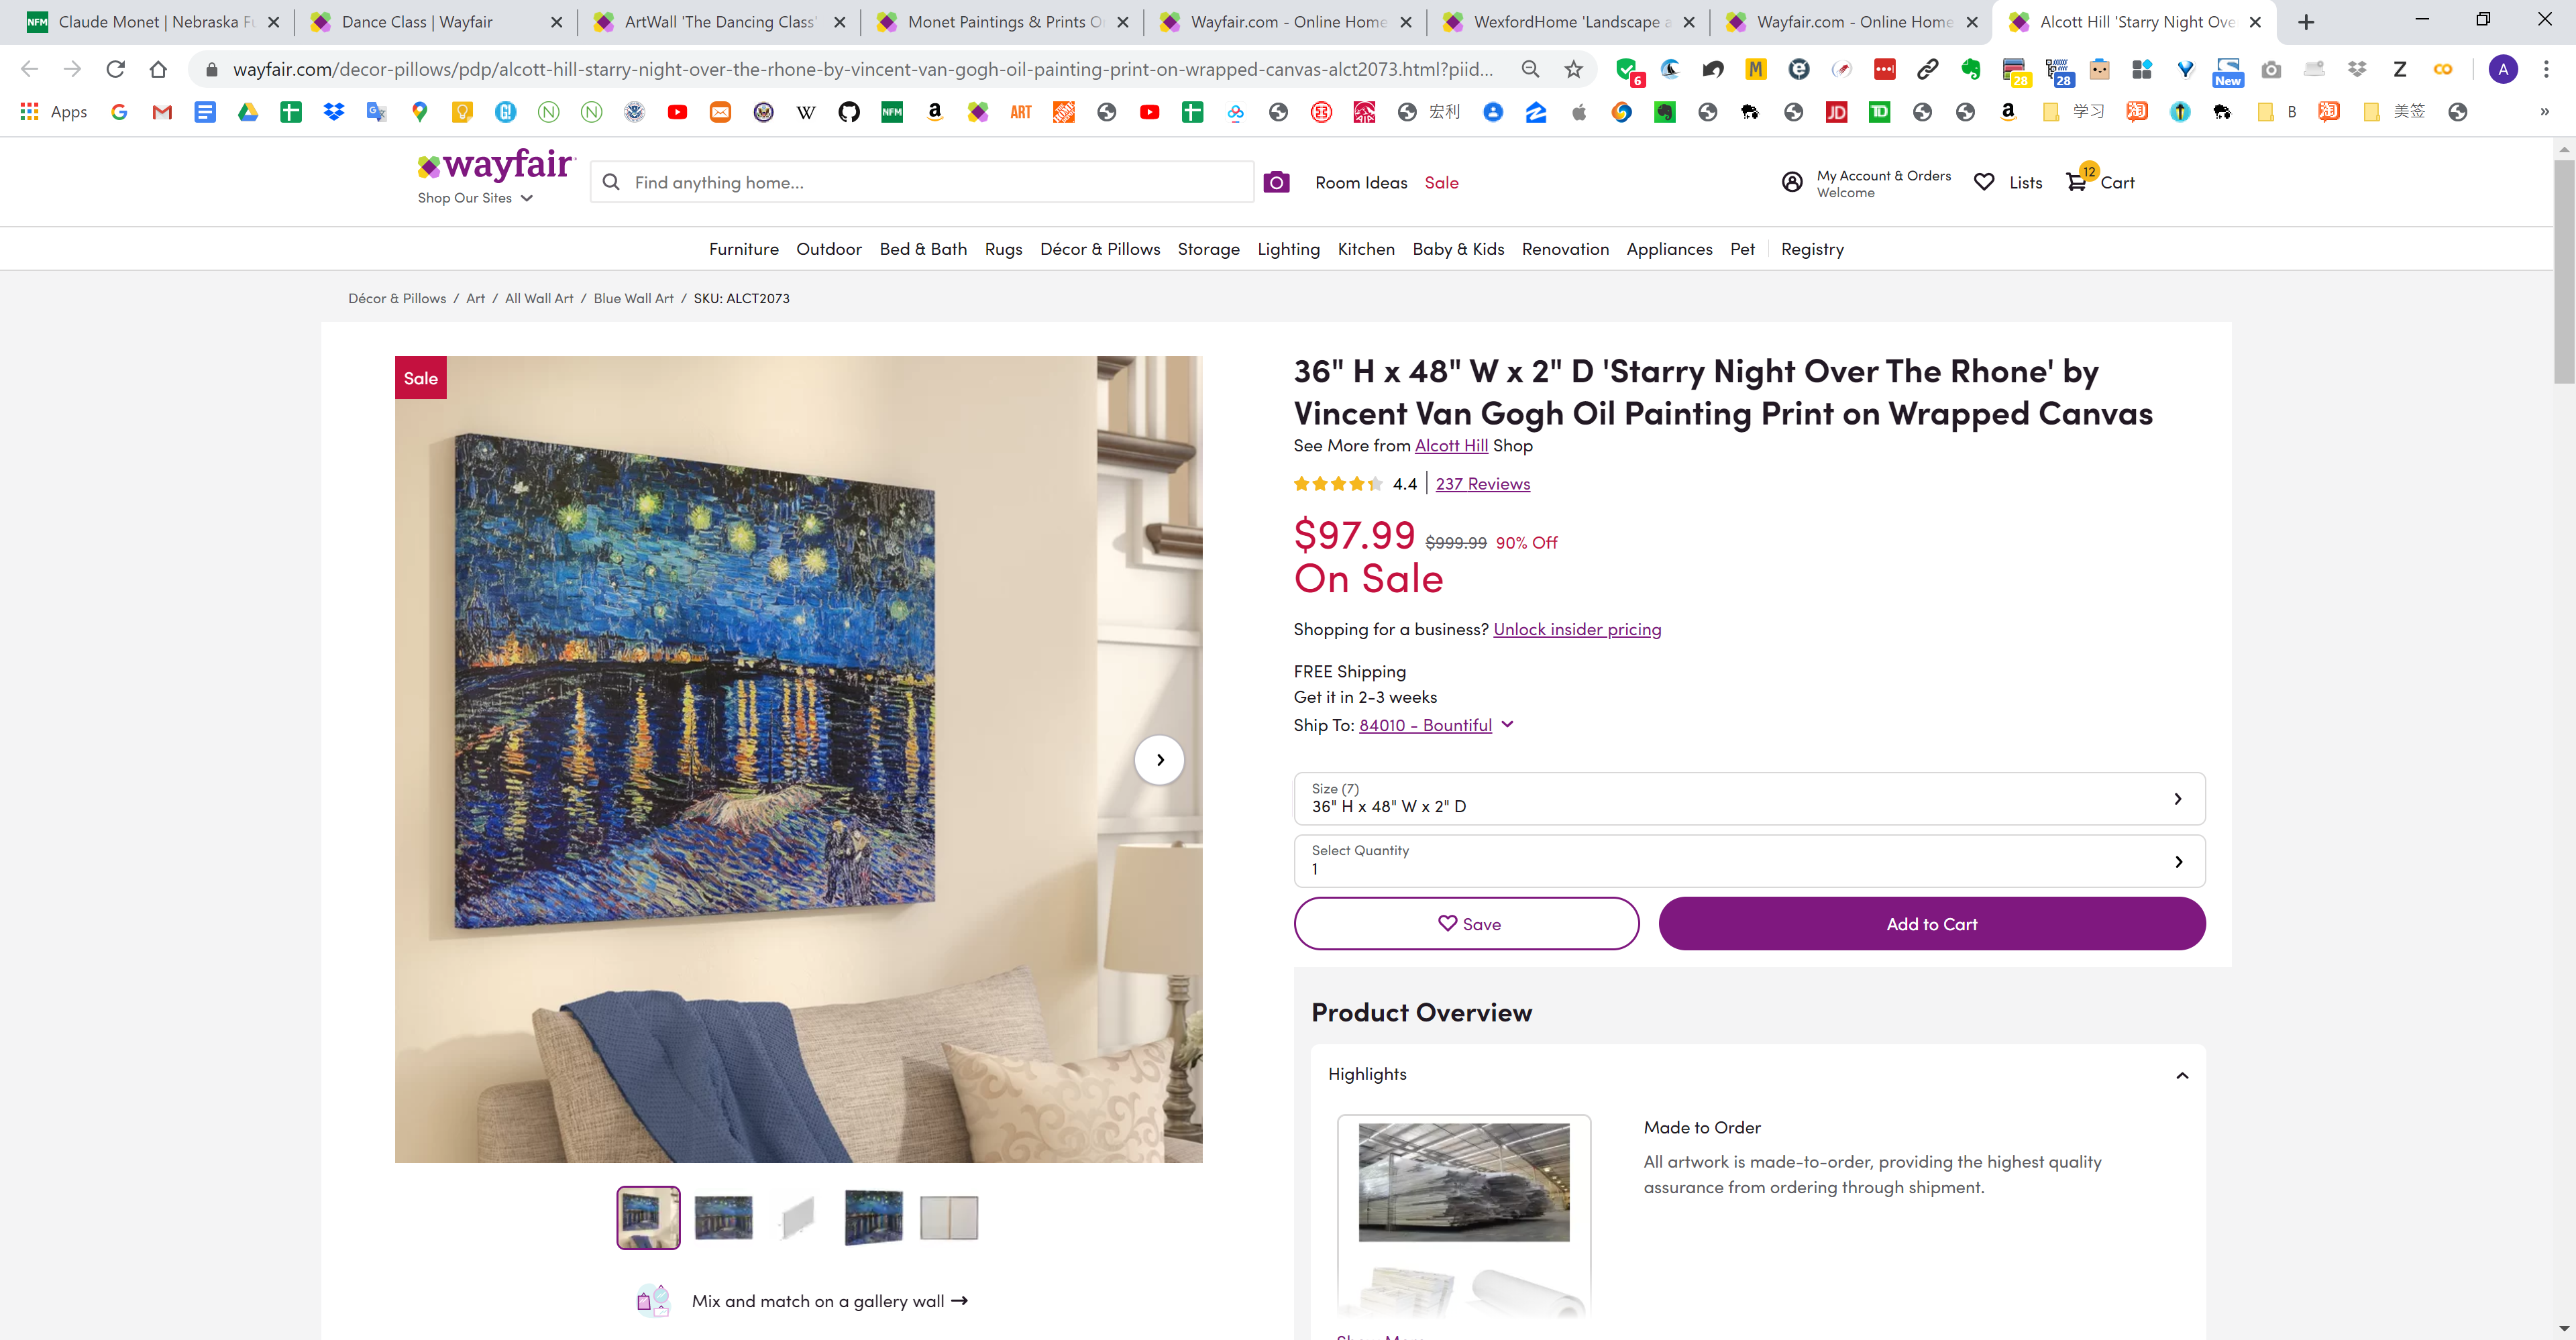 Claude Monet | Nebraska Fu
Dance Class | Wayfair
ArtWall 'The Dancing Class'
Monet Paintings & Prints O
Wayfair.com - Online Home
WexfordHome 'Landscape a
Wayfair.com - Online Home
Alcott Hill 'Starry Night Ove
wayfair.com/decor-pillows/pdp/alcott-hill-starry-night-over-the-rhone-by-vincent-van-gogh-oil-painting-print-on-wrapped-canvas-alct2073.html?piid...
6
28
28
New
A
Apps
NFM
ART
宏利
JD
TD
学习
B
美签
wayfair
Shop Our Sites
Find anything home...
Room Ideas
Sale
My Account & Orders
Welcome
Lists
12
Cart
Furniture Outdoor Bed & Bath Rugs Décor & Pillows Storage Lighting Kitchen Baby & Kids Renovation Appliances Pet Registry
Décor & Pillows / Art / All Wall Art / Blue Wall Art / SKU: ALCT2073
Sale
36" H x 48" W x 2" D 'Starry Night Over The Rhone' by
Vincent Van Gogh Oil Painting Print on Wrapped Canvas
See More from Alcott Hill Shop
4.4 237 Reviews
$97.99 $999.99 90% Off
On Sale
Shopping for a business? Unlock insider pricing
FREE Shipping
Get it in 2-3 weeks
Ship To: 84010 - Bountiful
Size (7)
36" H x 48" W x 2" D
Select Quantity
1
Save
Add to Cart
Product Overview
Highlights
Made to Order
All artwork is made-to-order, providing the highest quality
assurance from ordering through shipment.
Mix and match on a gallery wall →